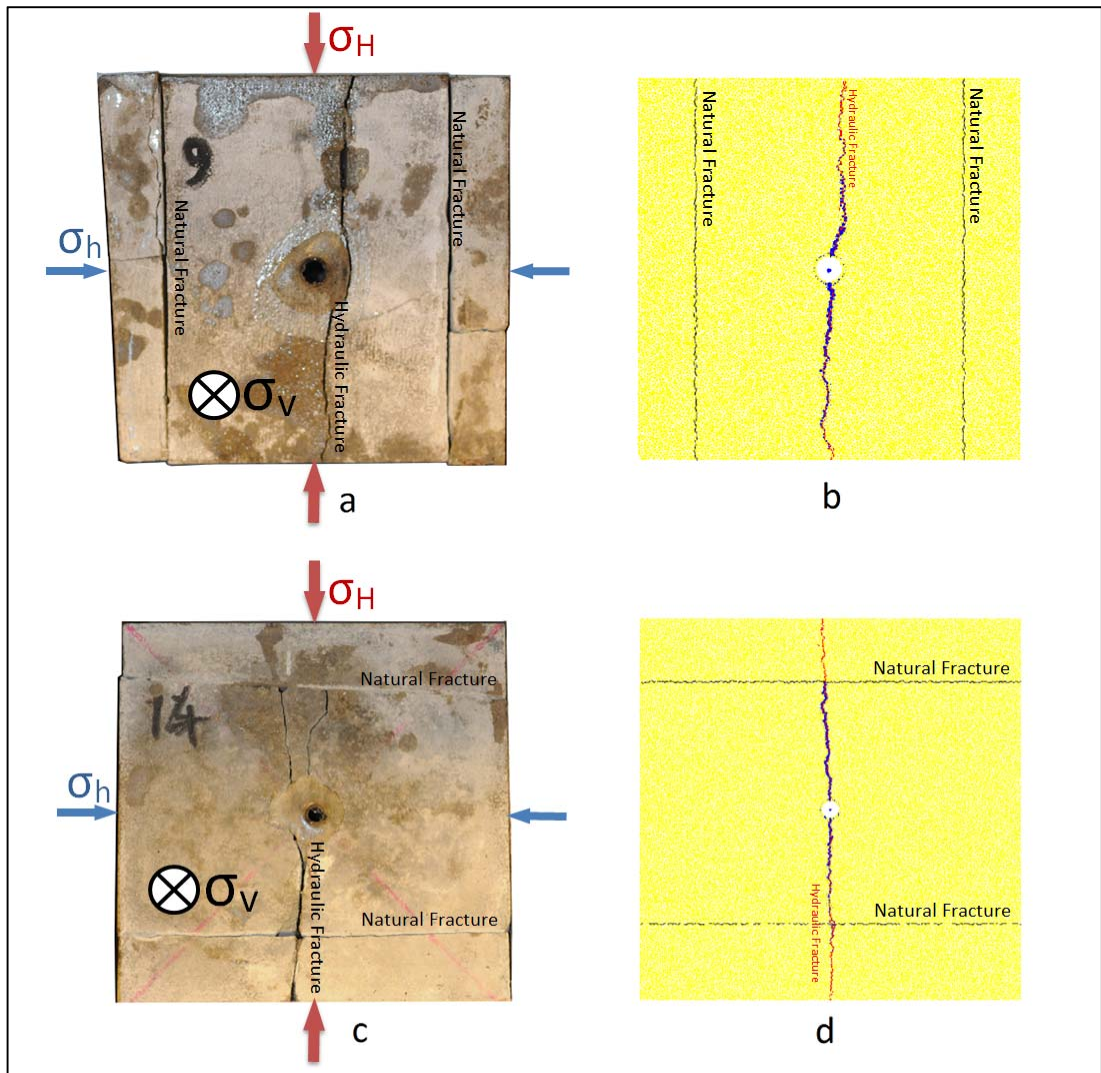 σH
9
Natural Fracture
Natural Fracture
Hydraulic Fracture
σh
σv
a
Natural Fracture
Hydraulic Fracture
Natural Fracture
b
σH
Natural Fracture
14
σh
σv
Hydraulic Fracture
Natural Fracture
c
Natural Fracture
Hydraulic Fracture
Natural Fracture
d